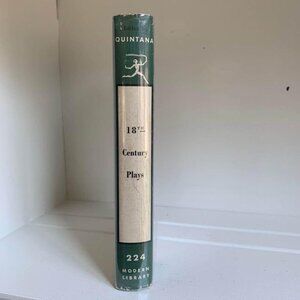 QUINTANA
18TH
Century
Plays
224
MODERN
LIBRARY